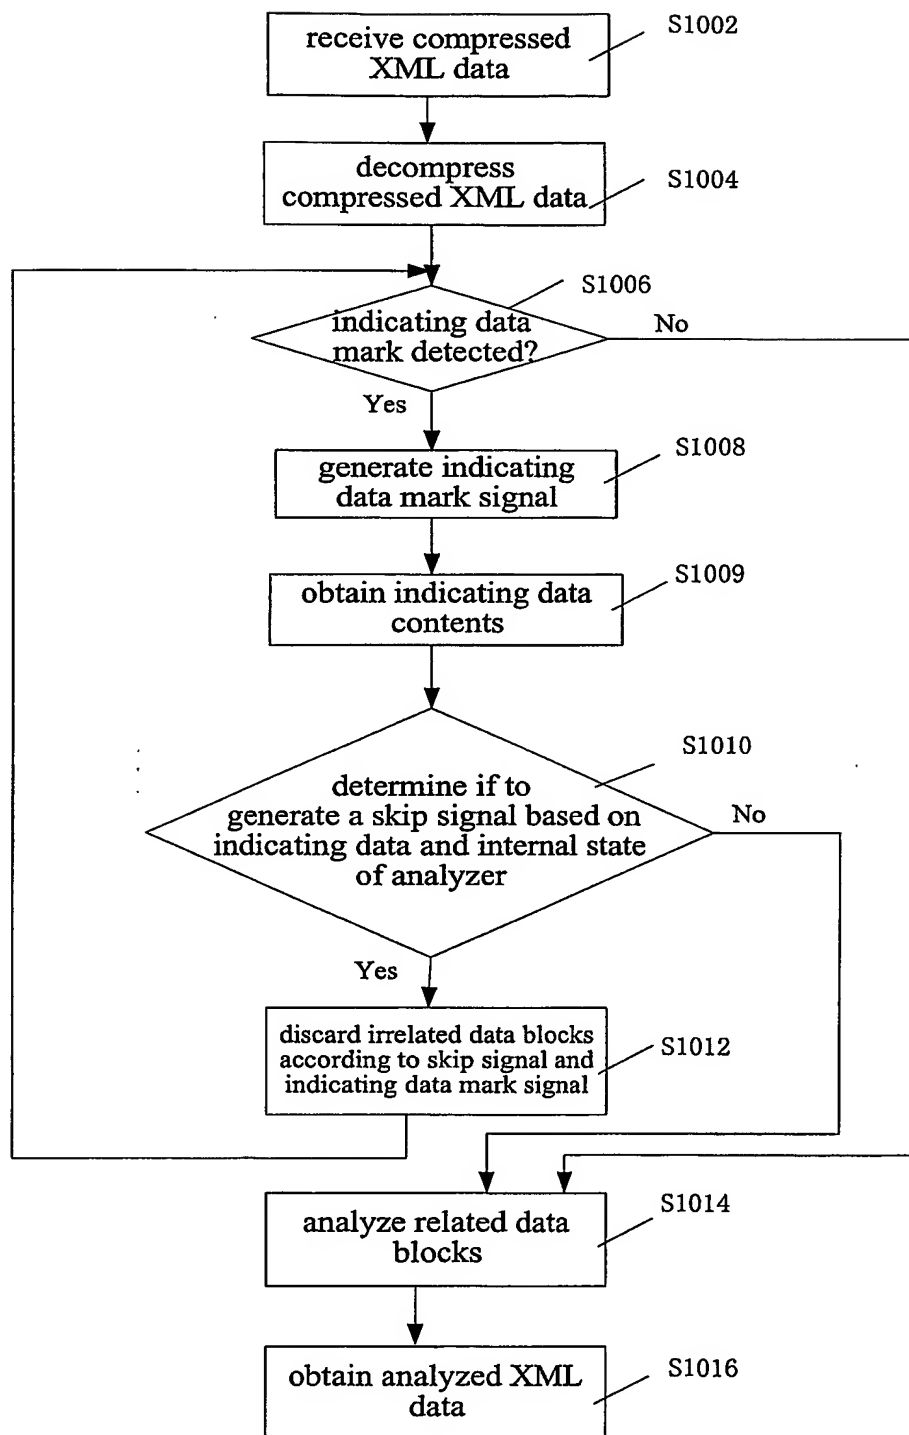 receive compressed
XML data
S1002
decompress
compressed XML data
S1004
S1006
indicating data
mark detected?
No
Yes
generate indicating
data mark signal
S1008
obtain indicating data
contents
S1009
S1010
determine if to
generate a skip signal based on
indicating data and internal state
of analyzer
No
Yes
discard irrelated data blocks
according to skip signal and
indicating data mark signal
S1012
analyze related data
blocks
S1014
obtain analyzed XML
data
S1016